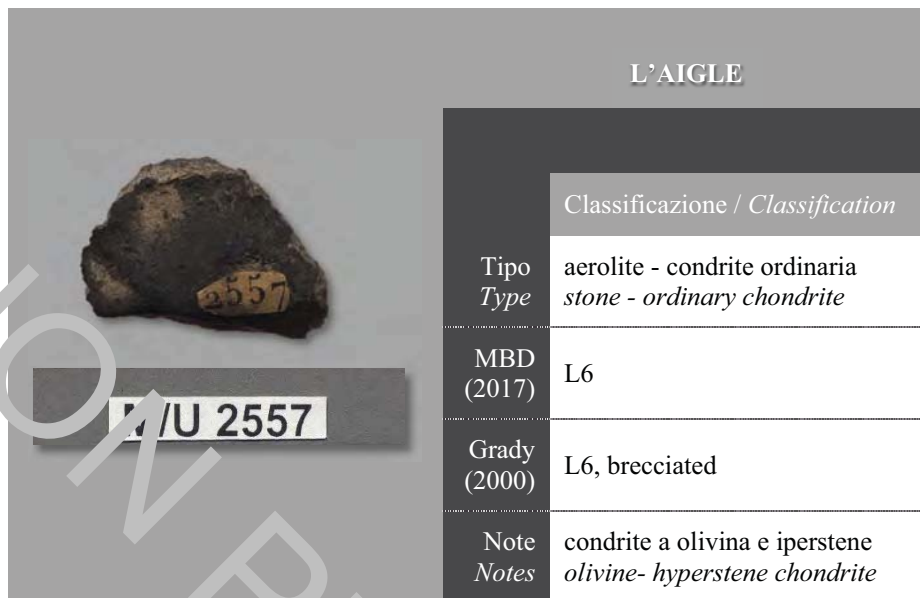 L'AIGLE
Classificazione / Classification
Tipo
Type
aerolite - condrite ordinaria
stone - ordinary chondrite
MBD
(2017)
L6
Grady
(2000)
L6, brecciated
Note
Notes
condrite a olivina e iperstene
olivine- hyperstene chondrite
2557
/U 2557